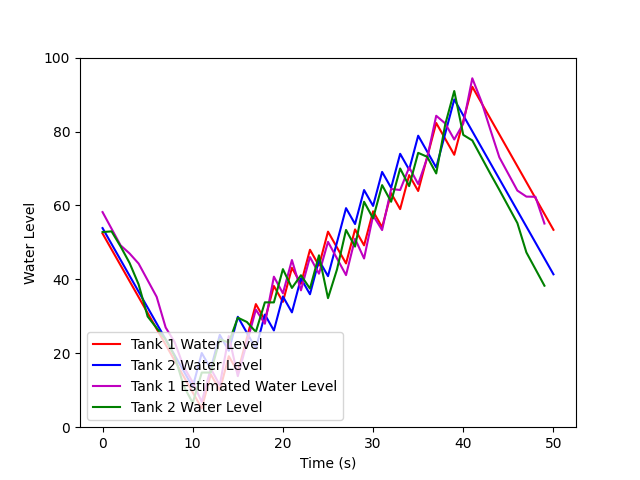 100
80
60
40
20
0
Water Level
Tank 1 Water Level
Tank 2 Water Level
Tank 1 Estimated Water Level
Tank 2 Water Level
0 10 20 30 40 50
Time (s)